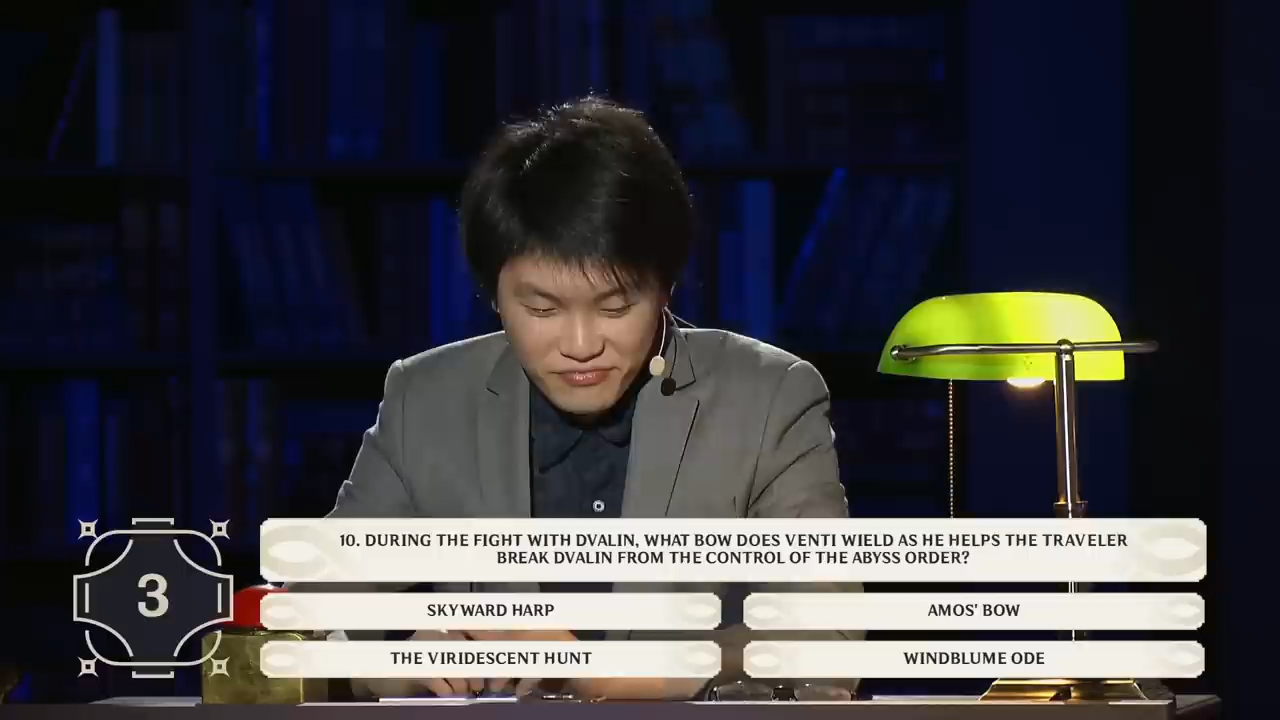 10. DURING THE FIGHT WITH DVALIN, WHAT BOW DOES VENTI WIELD AS HE HELPS THE TRAVELER
BREAK DVALIN FROM THE CONTROL OF THE ABYSS ORDER?
3
SKYWARD HARP
AMOS' BOW
THE VIRIDESCENT HUNT
WINDBLUME ODE